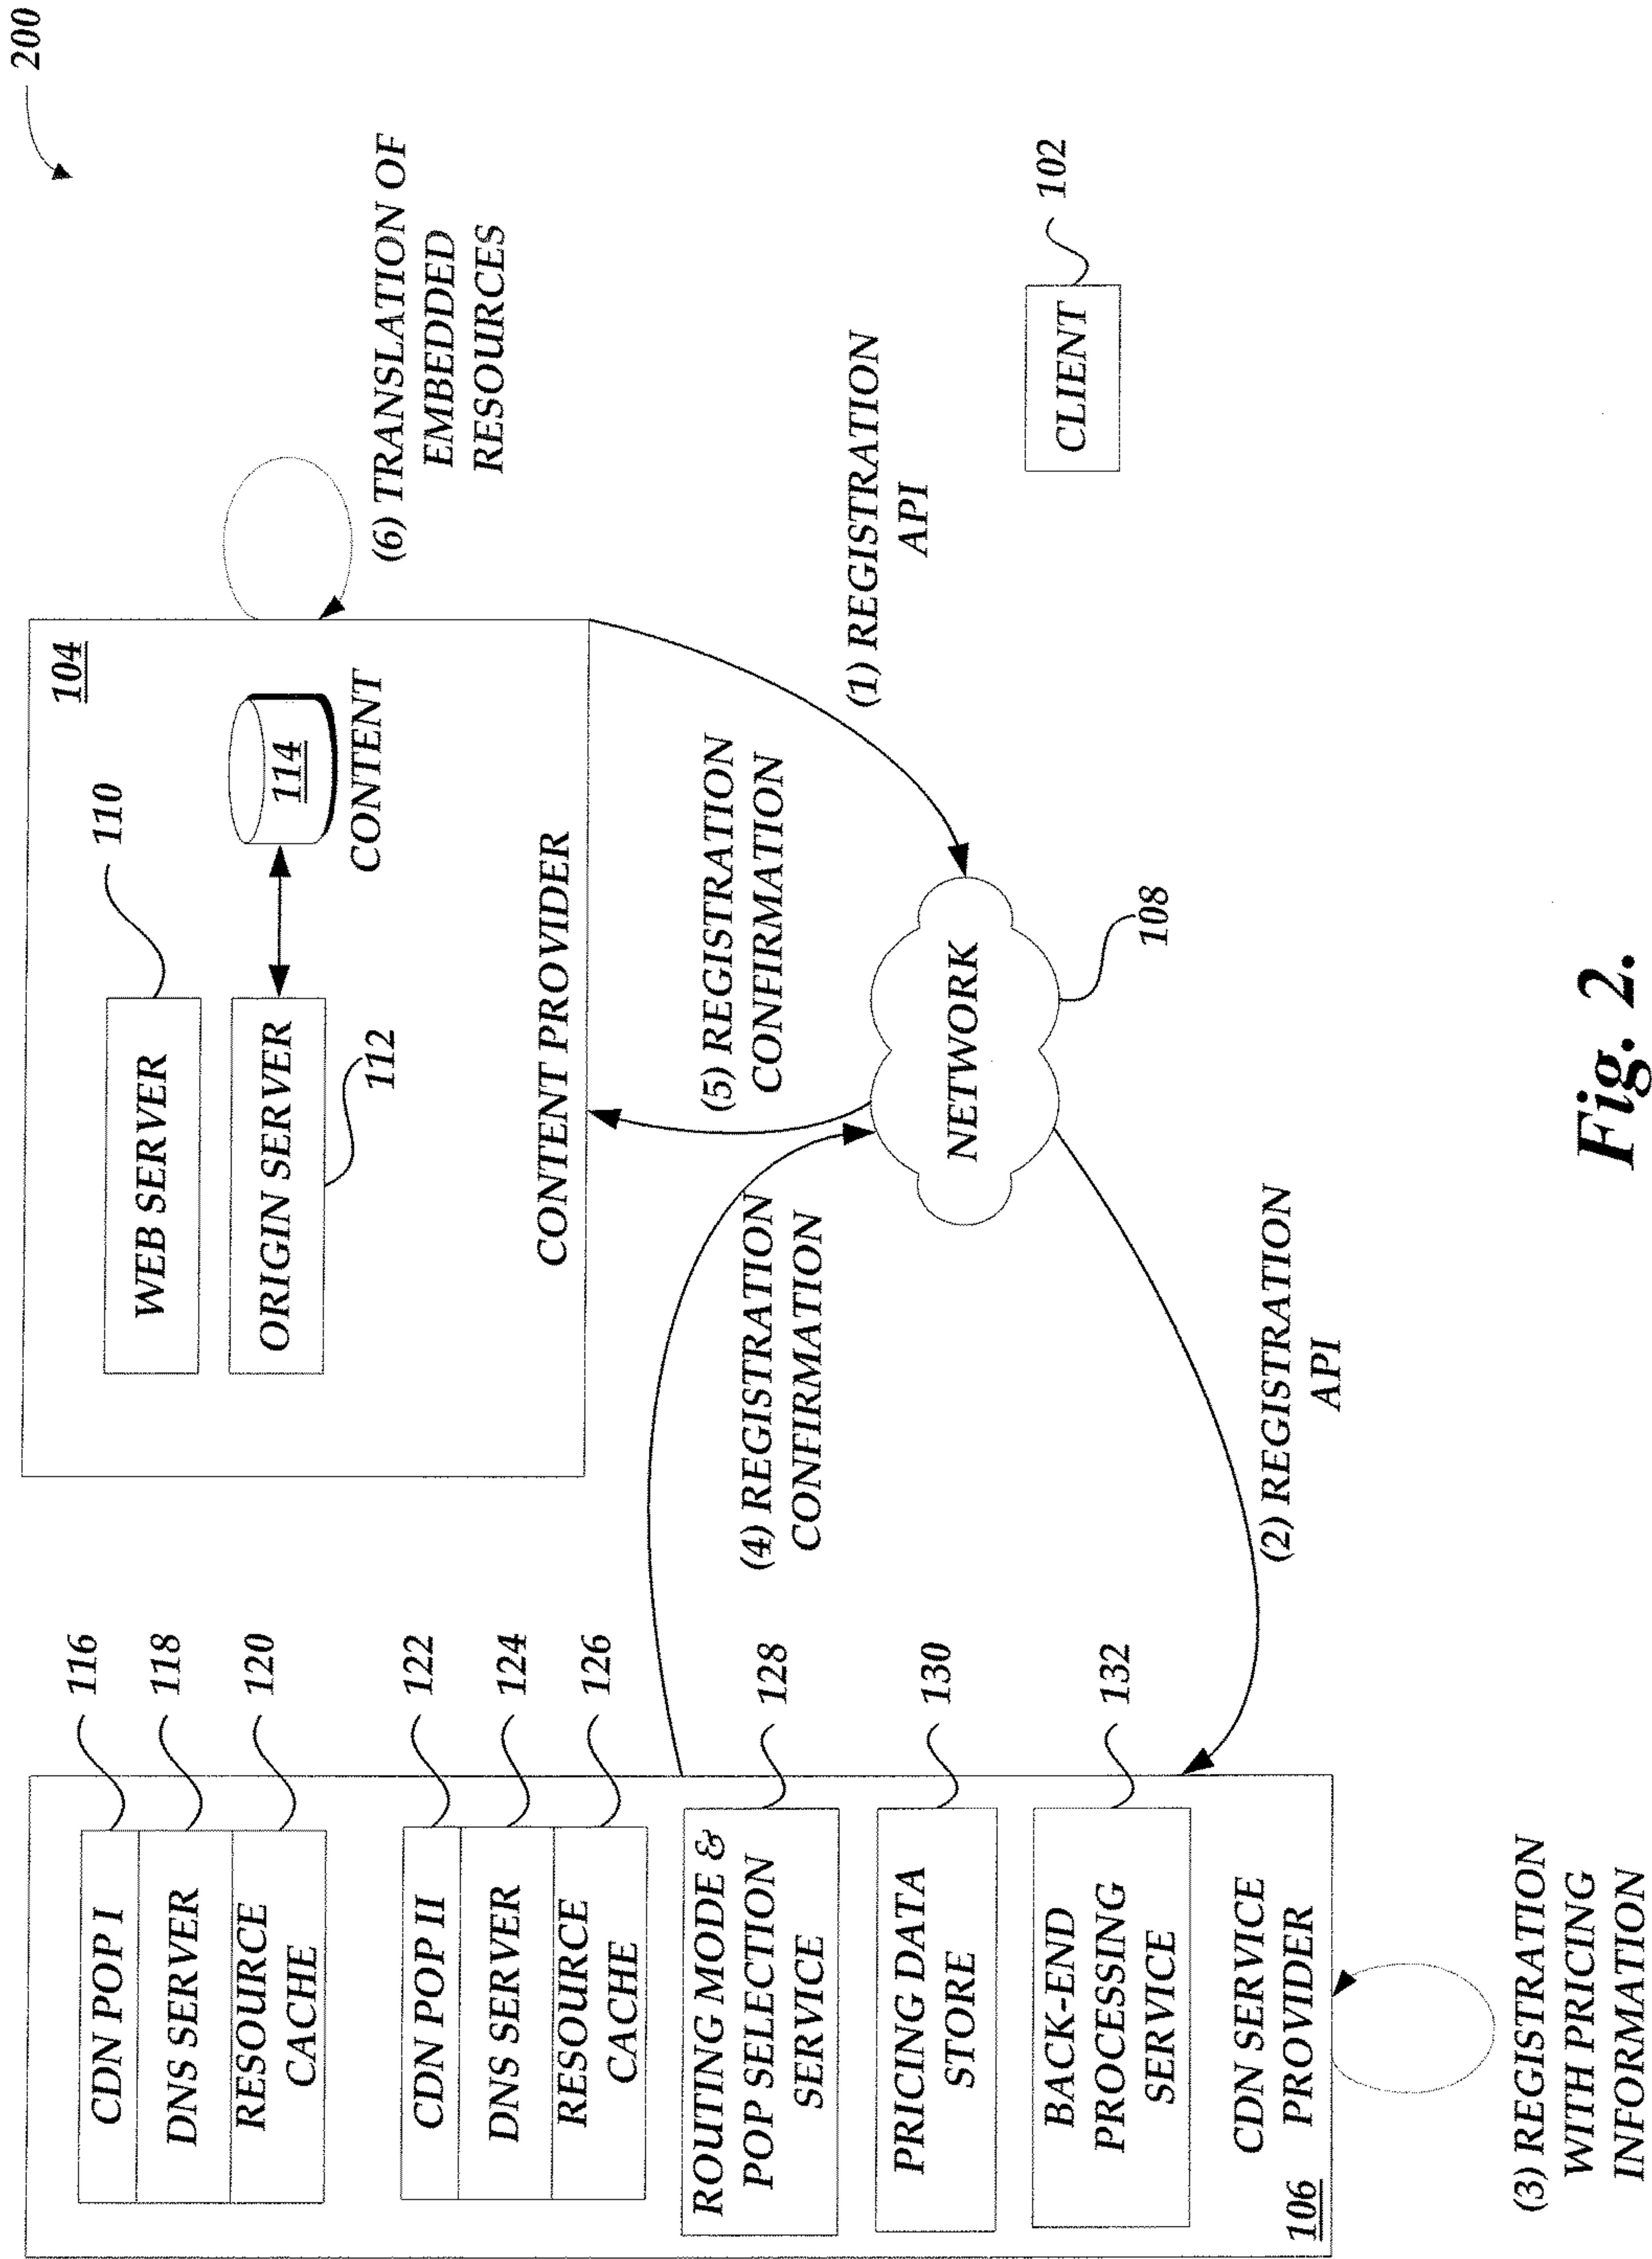 200
116
CDN POP I
118
DNS SERVER
120
RESOURCE
CACHE
122
CDN POP II
124
DNS SERVER
126
RESOURCE
CACHE
128
ROUTING MODE &
POP SELECTION
SERVICE
130
PRICING DATA
STORE
132
BACK-END
PROCESSING
SERVICE
CDN SERVICE
PROVIDER
106
(3) REGISTRATION
WITH PRICING
INFORMATION
104
110
WEB SERVER
ORIGIN SERVER
112
114
CONTENT
CONTENT PROVIDER
(6) TRANSLATION OF
EMBEDDED
RESOURCES
(5) REGISTRATION
CONFIRMATION
(4) REGISTRATION
CONFIRMATION
(1) REGISTRATION
API
NETWORK
108
(2) REGISTRATION
API
CLIENT
102
Fig. 2.